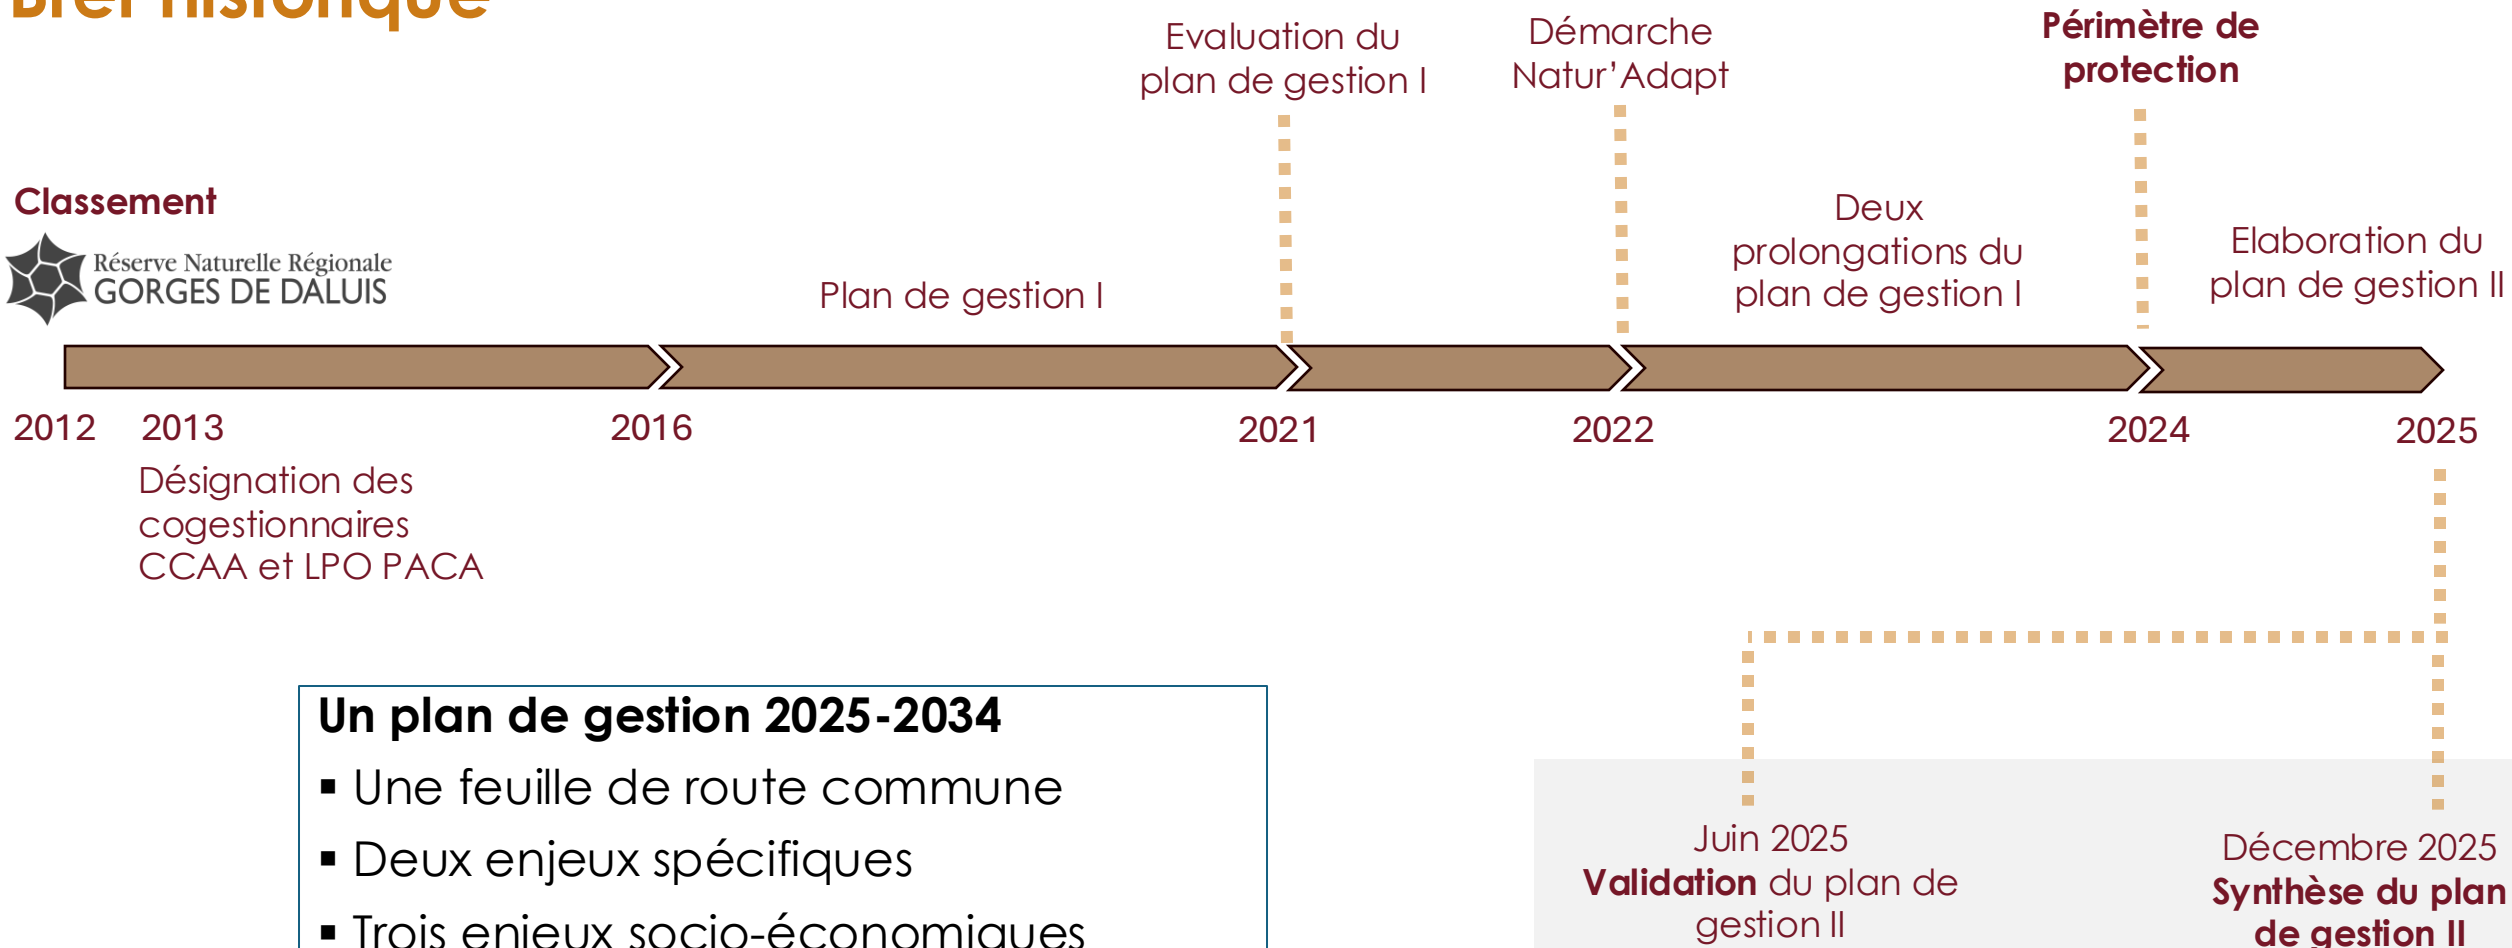 Bref historique
Evaluation du
plan de gestion I
Démarche
Natur'Adapt
Périmètre de
protection
Classement
Réserve Naturelle Régionale
GORGES DE DALUIS
Plan de gestion I
Deux
prolongations du
plan de gestion I
Elaboration du
plan de gestion II
2012
2013
2016
2021
2022
2024
2025
Désignation des
cogestionnaires
CCAA et LPO PACA
Un plan de gestion 2025-2034
▪ Une feuille de route commune
▪ Deux enjeux spécifiques
▪ Trois enjeux socio-économiques
Juin 2025
Validation du plan de
gestion II
Décembre 2025
Synthèse du plan
de gestion II